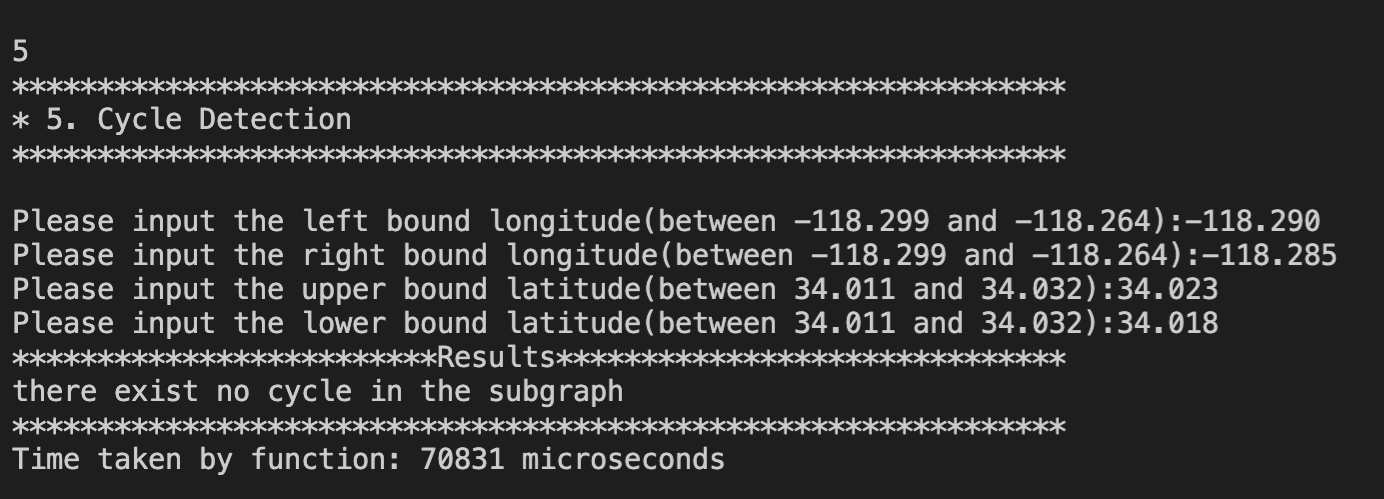 5
**************************************************************
* 5. Cycle Detection
**************************************************************
Please input the left bound longitude(between -118.299 and -118.264):-118.290
Please input the right bound longitude(between -118.299 and -118.264):-118.285
Please input the upper bound latitude(between 34.011 and 34.032):34.023
Please input the lower bound latitude(between 34.011 and 34.032):34.018
*************************Results******************************
there exist no cycle in the subgraph
**************************************************************
Time taken by function: 70831 microseconds